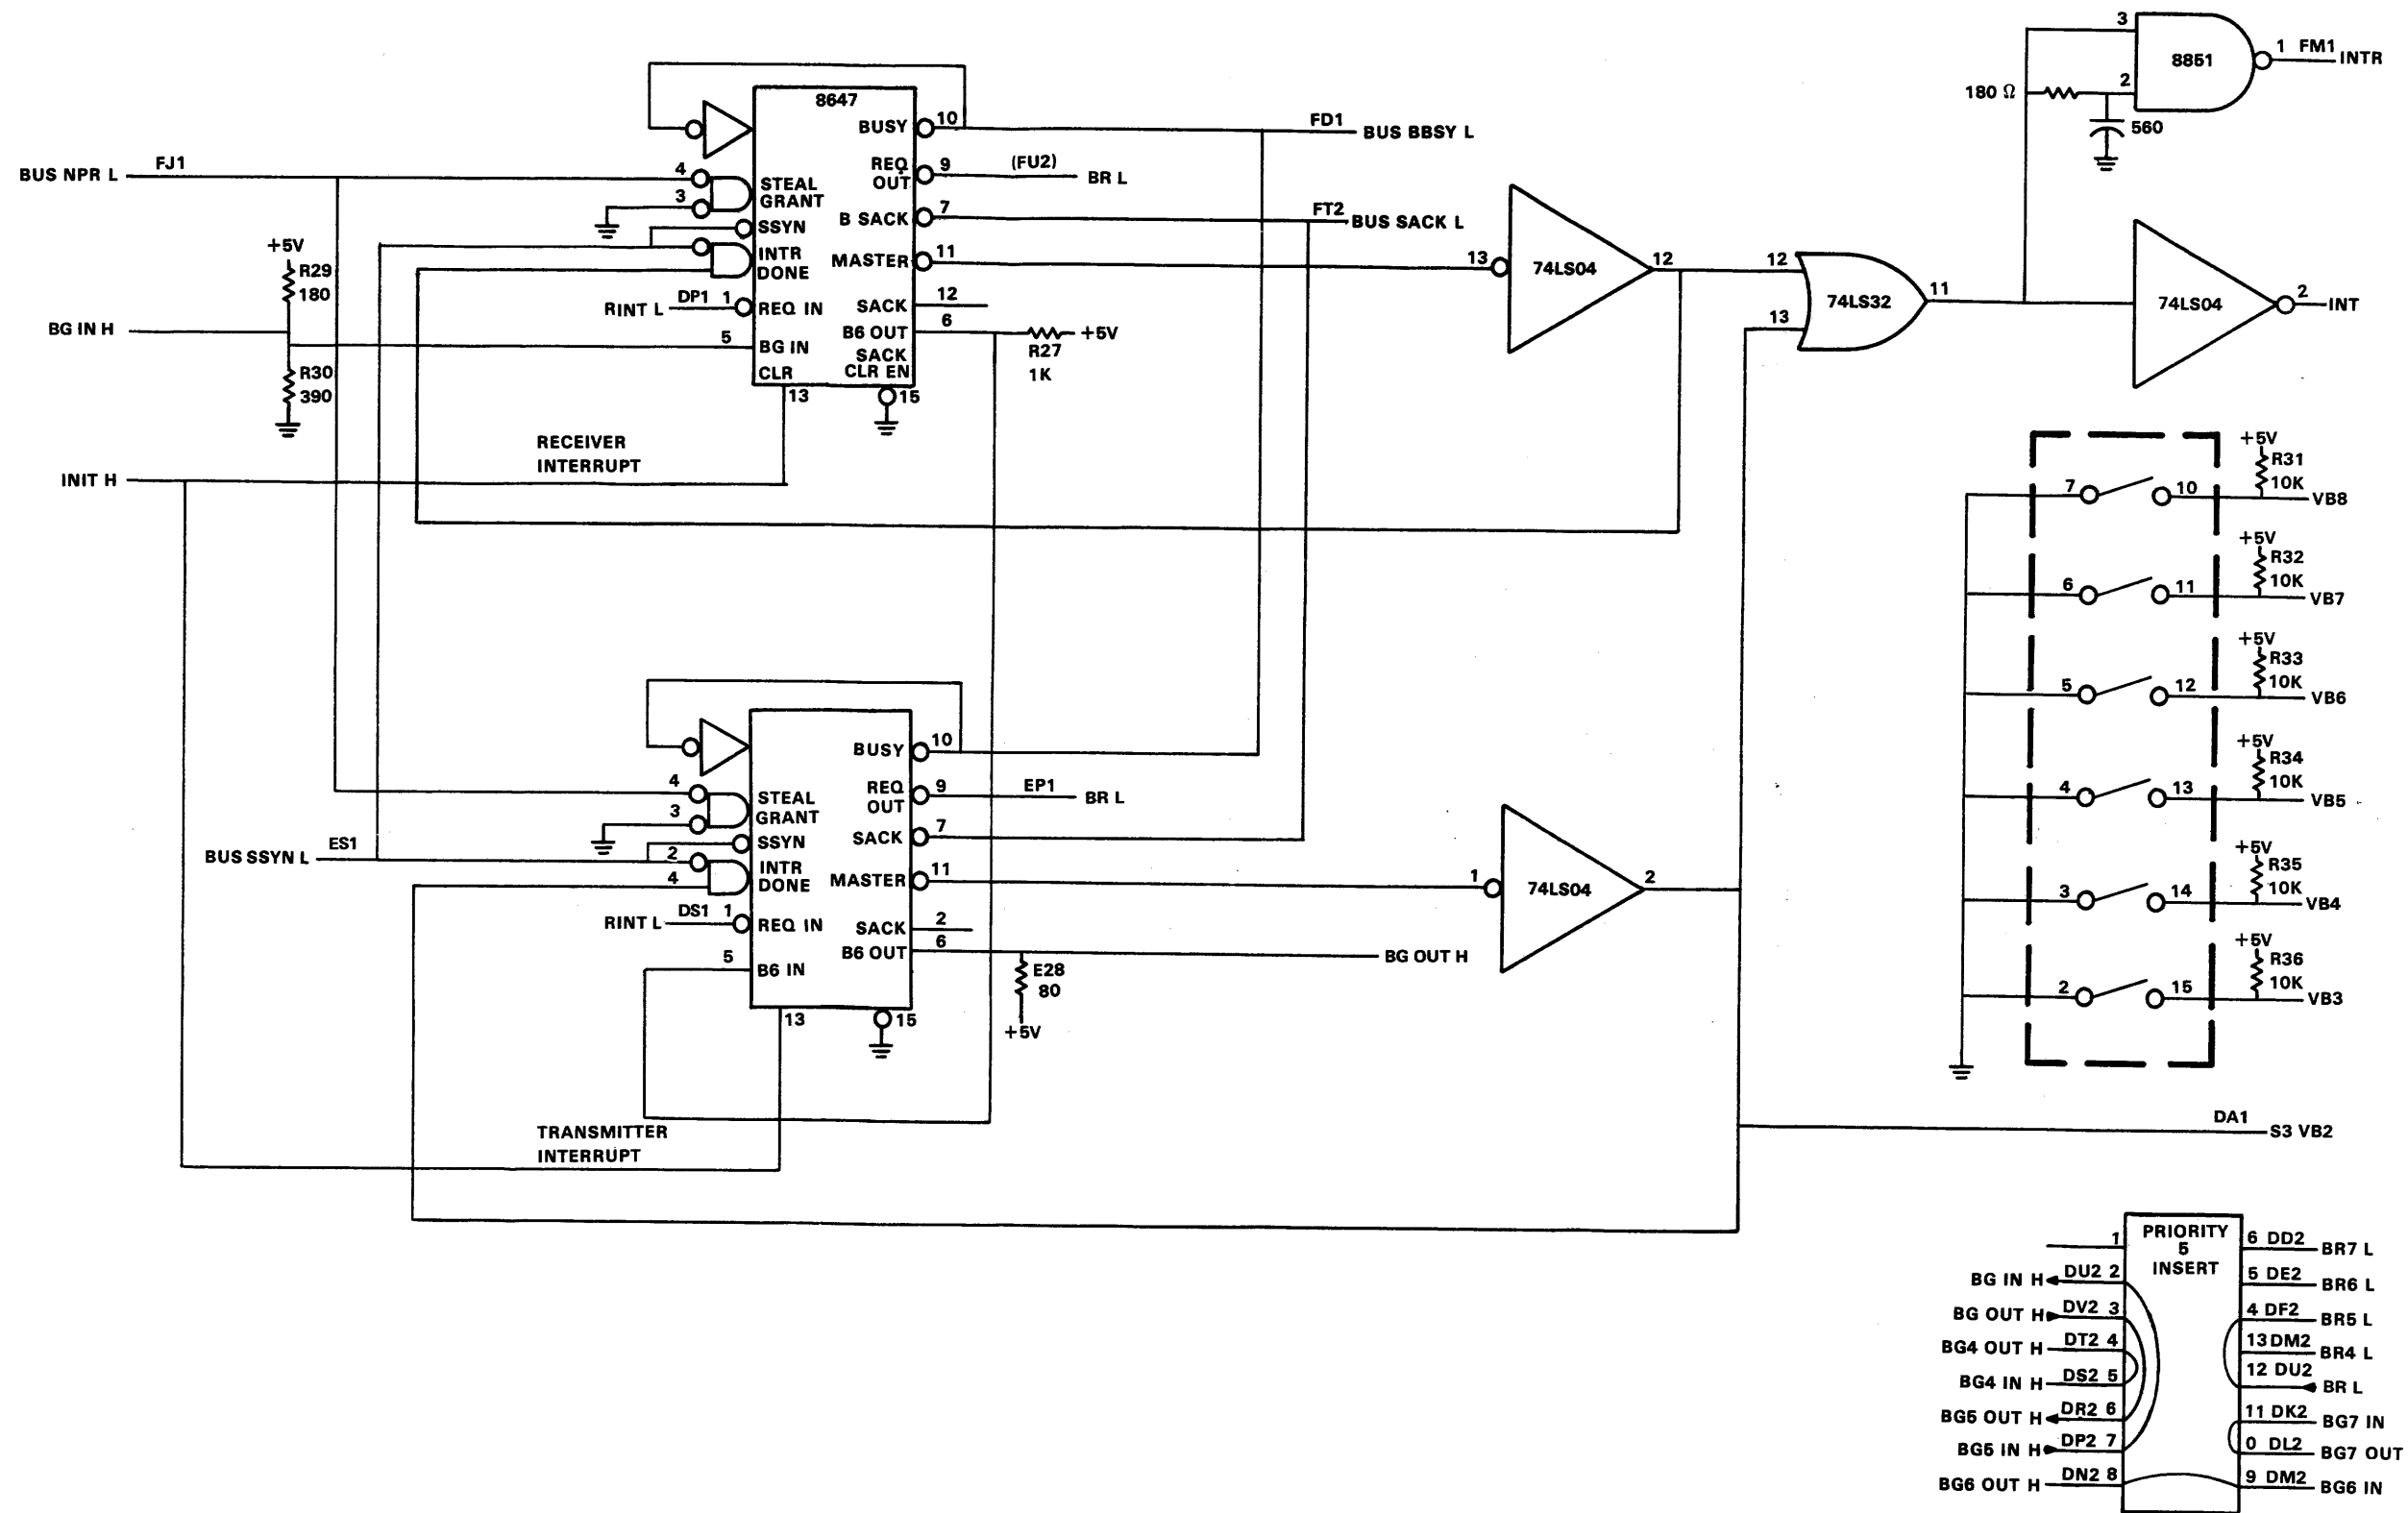 3
8851
1 FM1
INTR
2
180 Ω
560
8647
BUSY
10
FD1
BUS BBSY L
BUS NPR L
FJ1
4
3
STEAL
GRANT
REQ
OUT
9
(FU2)
BR L
SSYN
B SACK
7
FT2
BUS SACK L
INTR
DONE
MASTER
11
13
74LS04
12
12
13
74LS32
11
74LS04
2
INT
+5V
R29
180
RINT L
DP1
1
REQ IN
SACK
12
BG IN H
B6 OUT
6
+5V
R27
1K
5
BG IN
SACK
CLR EN
CLR
R30
390
13
15
RECEIVER
INTERRUPT
INIT H
+5V
R31
10K
7
10
VB8
+5V
R32
10K
6
11
VB7
+5V
R33
10K
5
12
VB6
+5V
R34
10K
4
13
VB5
+5V
R35
10K
3
14
VB4
+5V
R36
10K
2
15
VB3
BUSY
10
4
3
STEAL
GRANT
REQ
OUT
9
EP1
BR L
SSYN
SACK
7
BUS SSYN L
ES1
2
4
INTR
DONE
MASTER
11
1
74LS04
2
RINT L
DS1
1
REQ IN
SACK
2
B6 OUT
6
BG OUT H
5
B6 IN
E28
80
+5V
13
15
TRANSMITTER
INTERRUPT
DA1
S3 VB2
PRIORITY
5
INSERT
1
BG IN H DU2 2
BG OUT H DV2 3
BG4 OUT H DT2 4
BG4 IN H DS2 5
BG5 OUT H DR2 6
BG5 IN H DP2 7
BG6 OUT H DN2 8
6 DD2 BR7 L
5 DE2 BR6 L
4 DF2 BR5 L
13 DM2 BR4 L
12 DU2 BR L
11 DK2 BG7 IN
0 DL2 BG7 OUT
9 DM2 BG6 IN